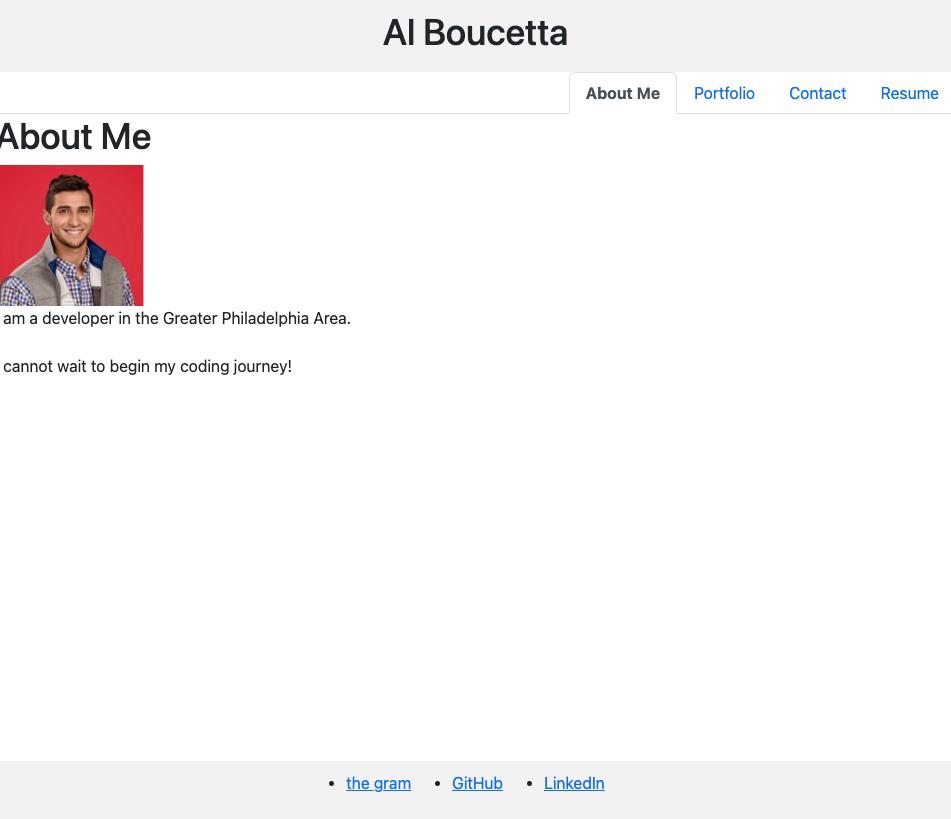 Al Boucetta
About Me Portfolio Contact Resume
About Me
am a developer in the Greater Philadelphia Area.
cannot wait to begin my coding journey!
• the gram • GitHub • LinkedIn